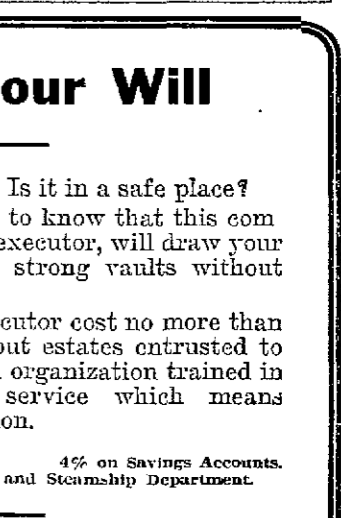 our Will
Is it in a safe place?
to know that this com
executor, will draw your
strong vaults without
cutor cost no more than
out estates entrusted to
organization trained in
service which means
on.
4% on Savings Accounts.
and Steamship Department.